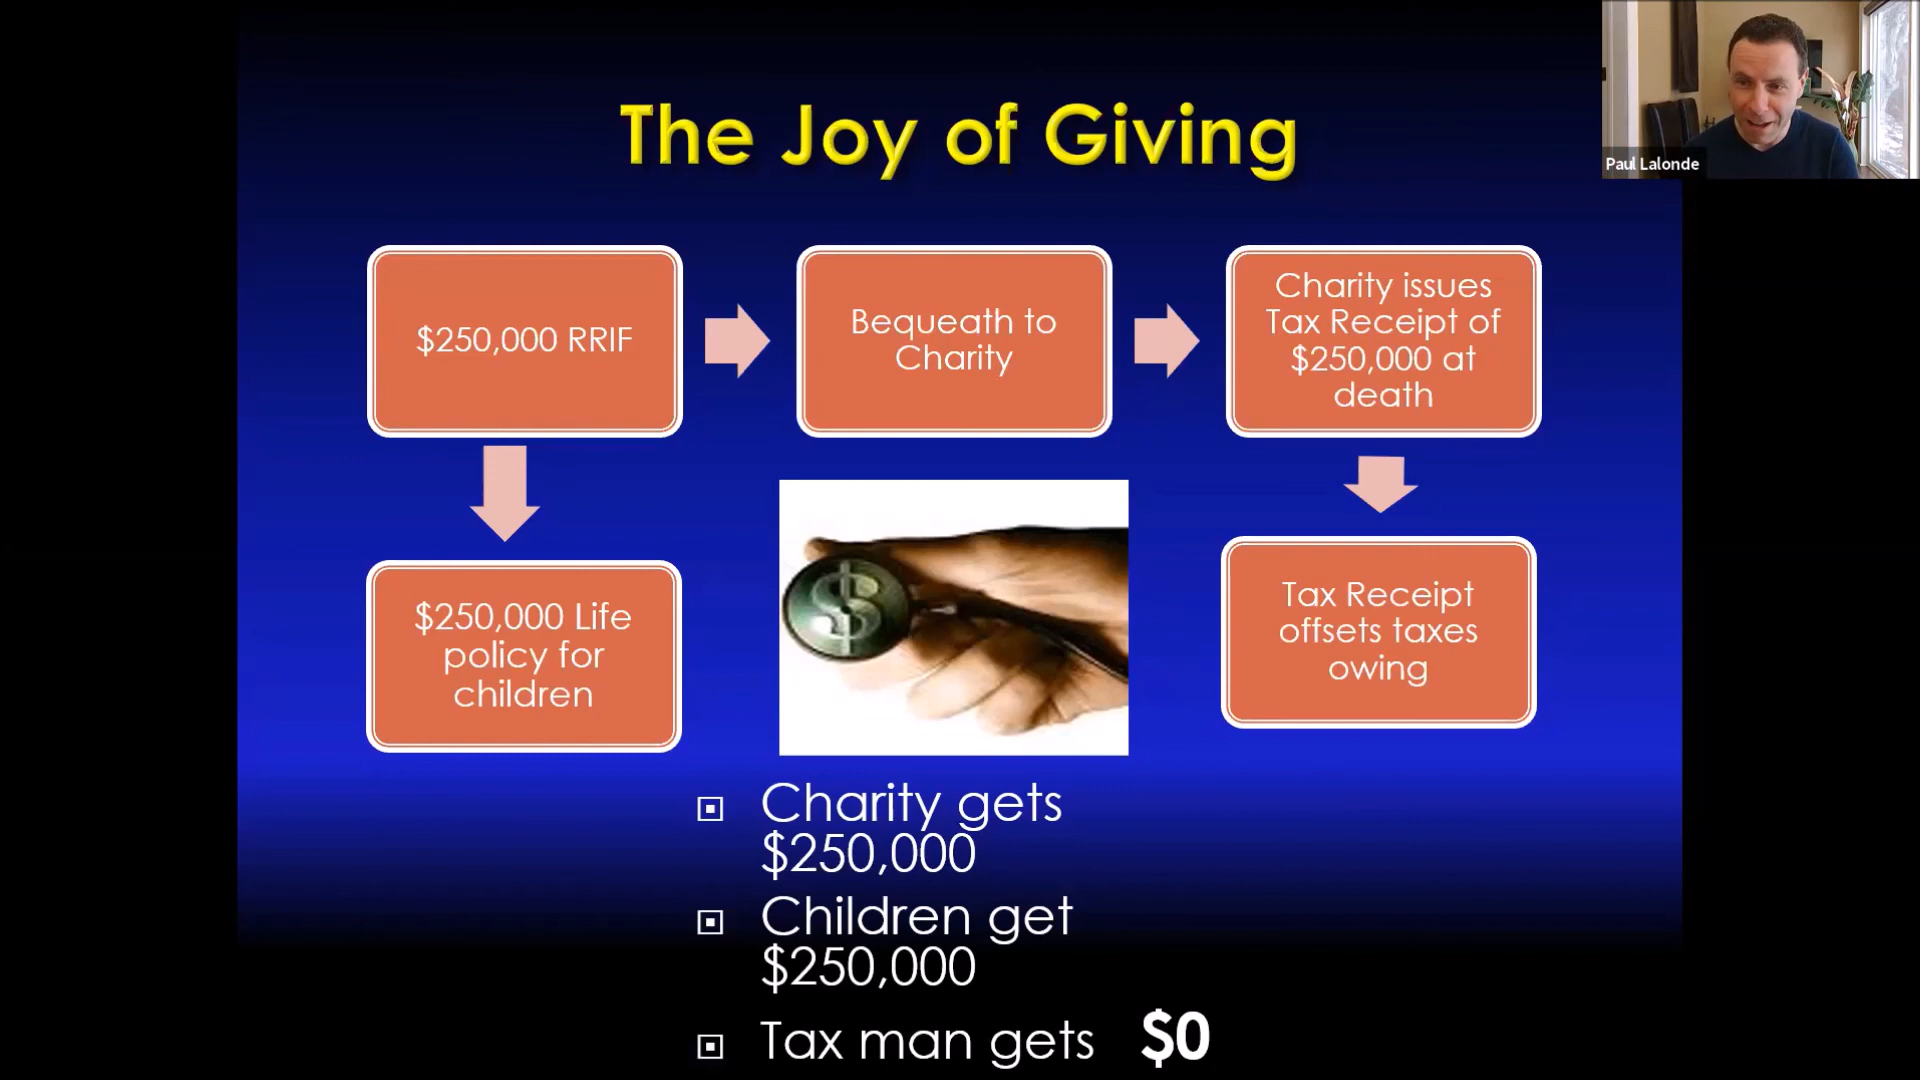 The Joy of Giving
Paul Lalonde
$250,000 RRIF
Bequeath to
Charity
Charity issues
Tax Receipt of
$250,000 at
death
$250,000 Life
policy for
children
$
Tax Receipt
offsets taxes
owing
Charity gets
$250,000
Children get
$250,000
Tax man gets $0